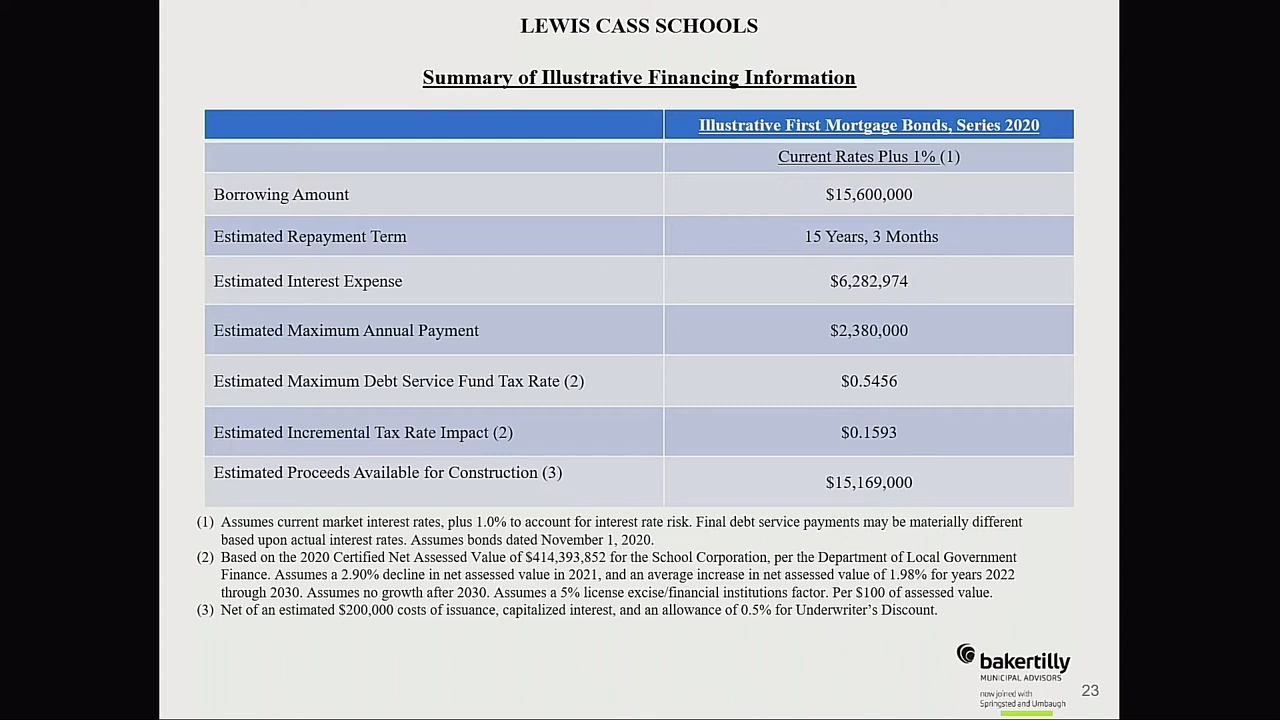 LEWIS CASS SCHOOLS
Summary of Illustrative Financing Information
Illustrative First Mortgage Bonds, Series 2020
Current Rates Plus 1% (1)
Borrowing Amount $15,600,000
Estimated Repayment Term 15 Years, 3 Months
Estimated Interest Expense $6,282,974
Estimated Maximum Annual Payment $2,380,000
Estimated Maximum Debt Service Fund Tax Rate (2) $0.5456
Estimated Incremental Tax Rate Impact (2) $0.1593
Estimated Proceeds Available for Construction (3) $15,169,000
(1) Assumes current market interest rates, plus 1.0% to account for interest rate risk. Final debt service payments may be materially different
based upon actual interest rates. Assumes bonds dated November 1, 2020.
(2) Based on the 2020 Certified Net Assessed Value of $414,393,852 for the School Corporation, per the Department of Local Government
Finance. Assumes a 2.90% decline in net assessed value in 2021, and an average increase in net assessed value of 1.98% for years 2022
through 2030. Assumes no growth after 2030. Assumes a 5% license excise/financial institutions factor. Per $100 of assessed value.
(3) Net of an estimated $200,000 costs of issuance, capitalized interest, and an allowance of 0.5% for Underwriter's Discount.
bakertilly
MUNICIPAL ADVISORS
now joined with
Springsted and Umbaugh
23